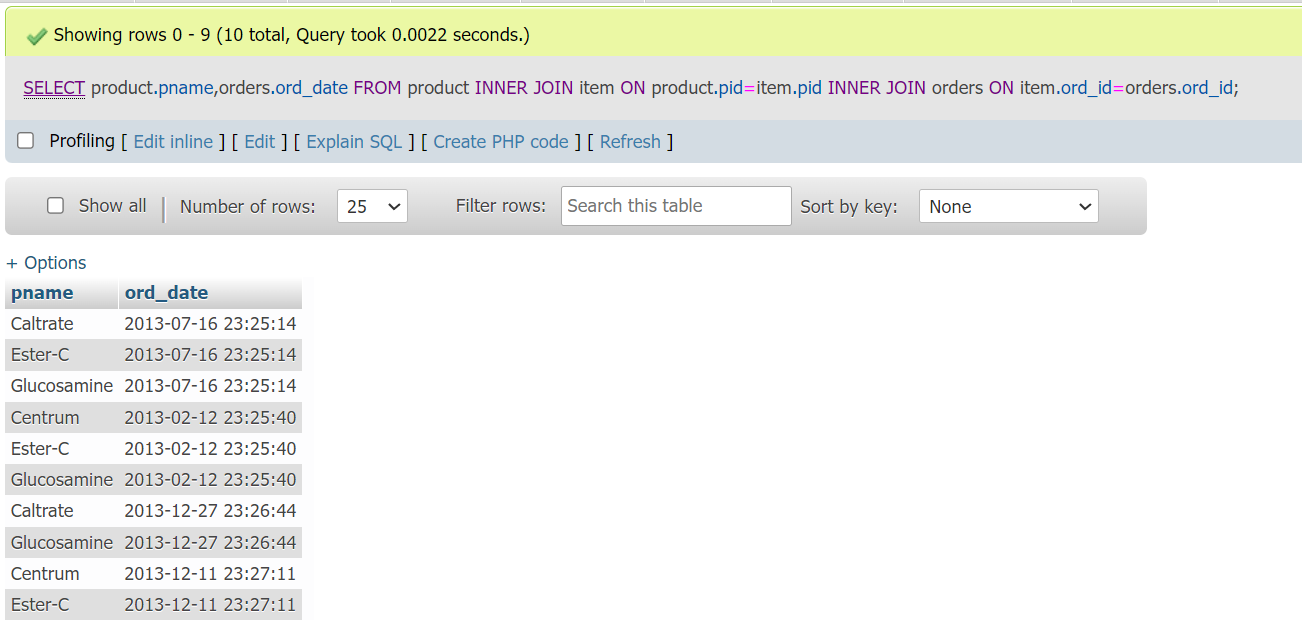 Showing rows 0 - 9 (10 total, Query took 0.0022 seconds.)
SELECT product.pname,orders.ord_date FROM product INNER JOIN item ON product.pid=item.pid INNER JOIN orders ON item.ord_id=orders.ord_id;
Profiling [ Edit inline ] [ Edit ] [ Explain SQL ] [ Create PHP code ] [ Refresh ]
Show all | Number of rows: 25 Filter rows: Search this table Sort by key: None
+ Options
pname ord_date
Caltrate 2013-07-16 23:25:14
Ester-C 2013-07-16 23:25:14
Glucosamine 2013-07-16 23:25:14
Centrum 2013-02-12 23:25:40
Ester-C 2013-02-12 23:25:40
Glucosamine 2013-02-12 23:25:40
Caltrate 2013-12-27 23:26:44
Glucosamine 2013-12-27 23:26:44
Centrum 2013-12-11 23:27:11
Ester-C 2013-12-11 23:27:11